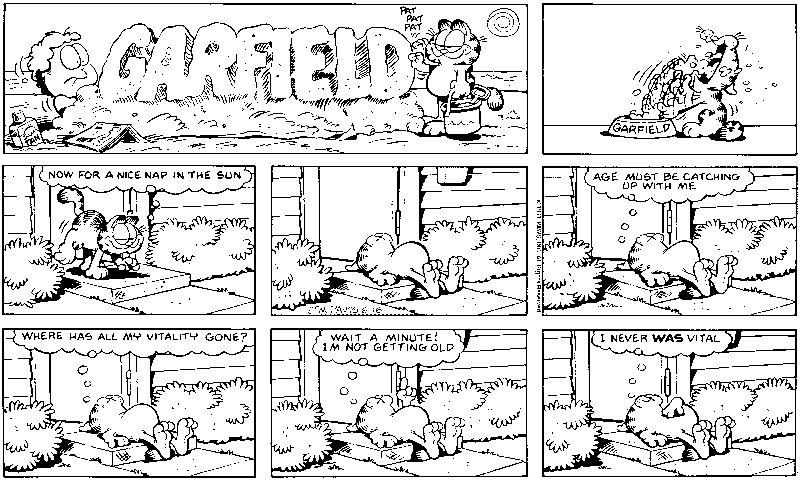 PAT
PAT
PAT
GARFIELD
GARFIELD
NOW FOR A NICE NAP IN THE SUN
AGE MUST BE CATCHING
UP WITH ME
WHERE HAS ALL MY VITALITY GONE?
WAIT A MINUTE!
I'M NOT GETTING OLD
I NEVER WAS VITAL